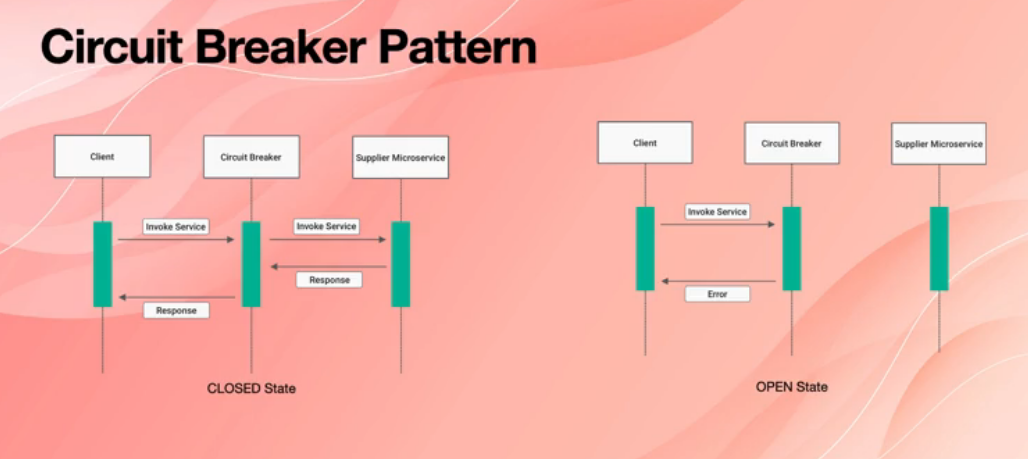 Circuit Breaker Pattern
Client
Circuit Breaker
Supplier Microservice
Invoke Service
Invoke Service
Response
Response
CLOSED State
Client
Circuit Breaker
Supplier Microservice
Invoke Service
Error
OPEN State